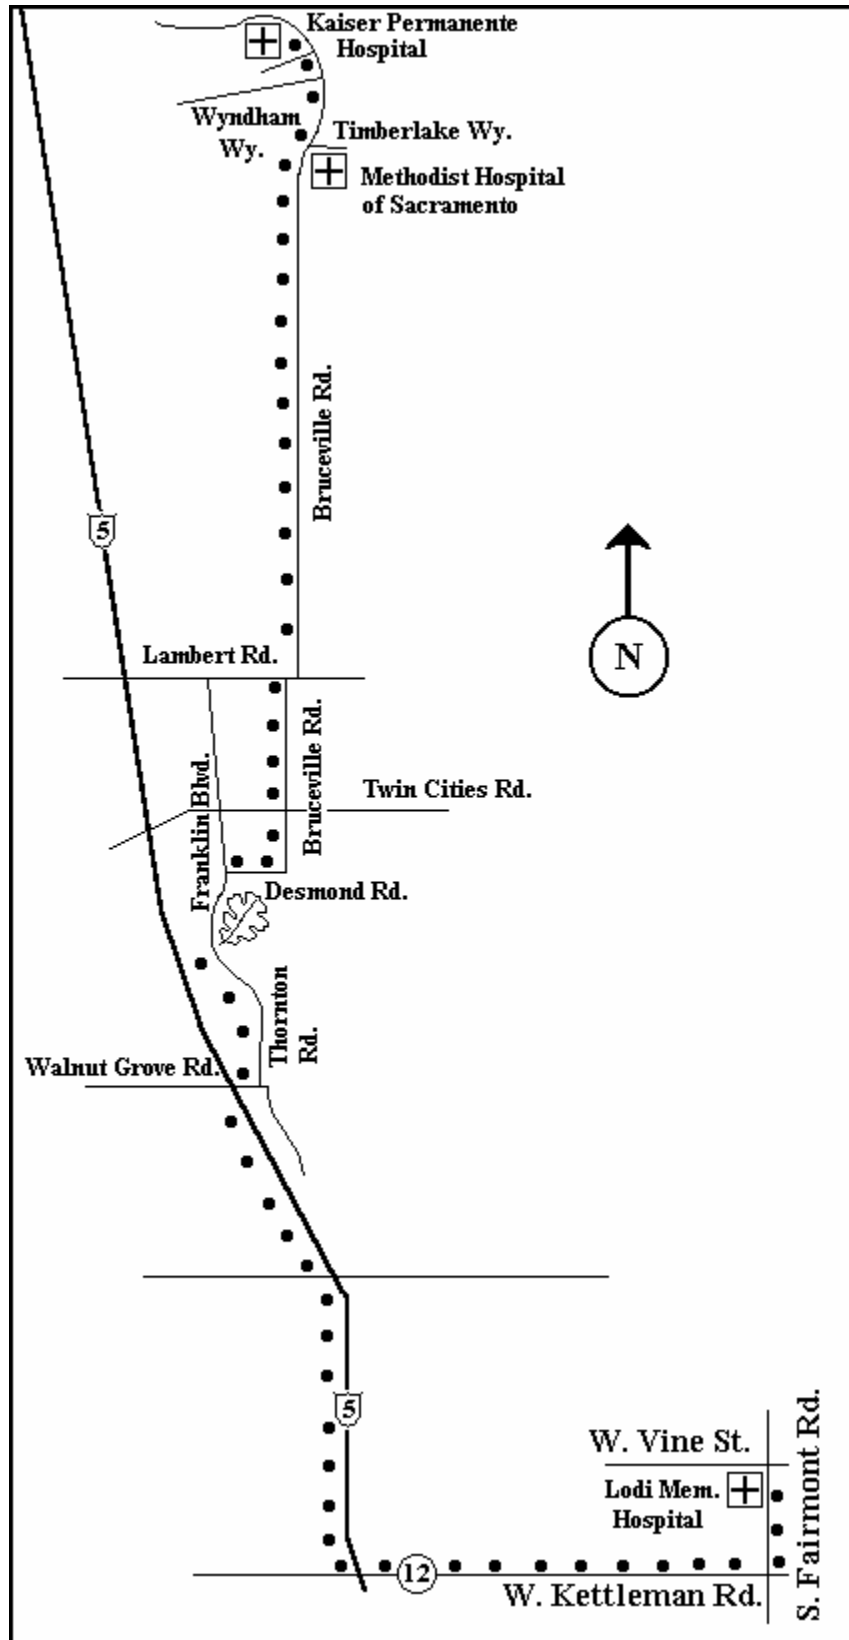 Kaiser Permanente
Hospital
Wyndham
Wy.
Timberlake Wy.
Methodist Hospital
of Sacramento
Bruceville Rd.
5
N
Lambert Rd.
Franklin Blvd.
Bruceville Rd.
Twin Cities Rd.
Desmond Rd.
Thornton
Rd.
Walnut Grove Rd.
5
W. Vine St.
S. Fairmont Rd.
Lodi Mem.
Hospital
12
W. Kettleman Rd.